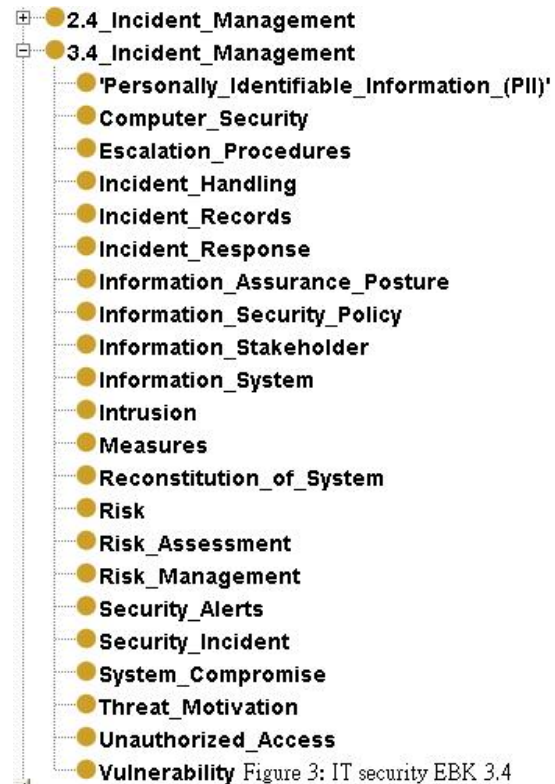 2.4_Incident_Management
3.4_Incident_Management
'Personally_Identifiable_Information_(PII)'
Computer_Security
Escalation_Procedures
Incident_Handling
Incident_Records
Incident_Response
Information_Assurance_Posture
Information_Security_Policy
Information_Stakeholder
Information_System
Intrusion
Measures
Reconstitution_of_System
Risk
Risk_Assessment
Risk_Management
Security_Alerts
Security_Incident
System_Compromise
Threat_Motivation
Unauthorized_Access
Vulnerability Figure 3: IT security EBK 3.4